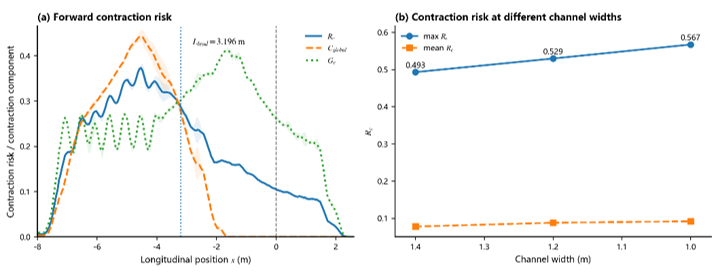 (a) Forward contraction risk
(b) Contraction risk at different channel widths
Contraction risk / contraction component
0.4
0.3
0.2
0.1
0.0
-8
-6
-4
-2
0
2
Longitudinal position x (m)
= 3.196 m
R_c
C_global
G_c
R_c
0.6
0.5
0.4
0.3
0.2
0.1
1.4
1.3
1.2
1.1
1.0
Channel width (m)
max R_c
mean R_c
0.493
0.529
0.567